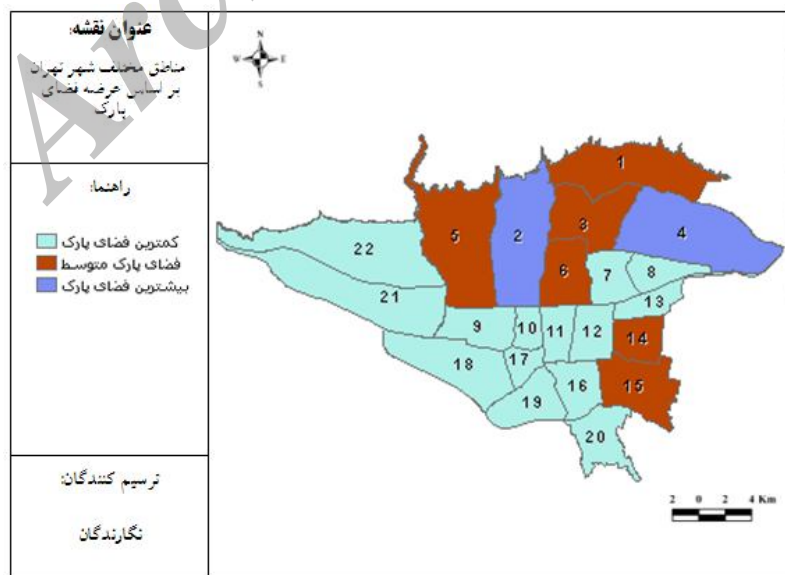 عنوان نقشه:
مناطق مختلف شهر تهران
بر اساس عرضه فضای
پارک
راهنما:
کمترین فضای پارک
فضای پارک متوسط
بیشترین فضای پارک
ترسیم کنندگان:
نگارندگان
N
W E
S
1
5
2
3
4
22
6
7
8
21
13
9
10
11
12
14
18
17
15
16
19
20
2 0 2 4 Km